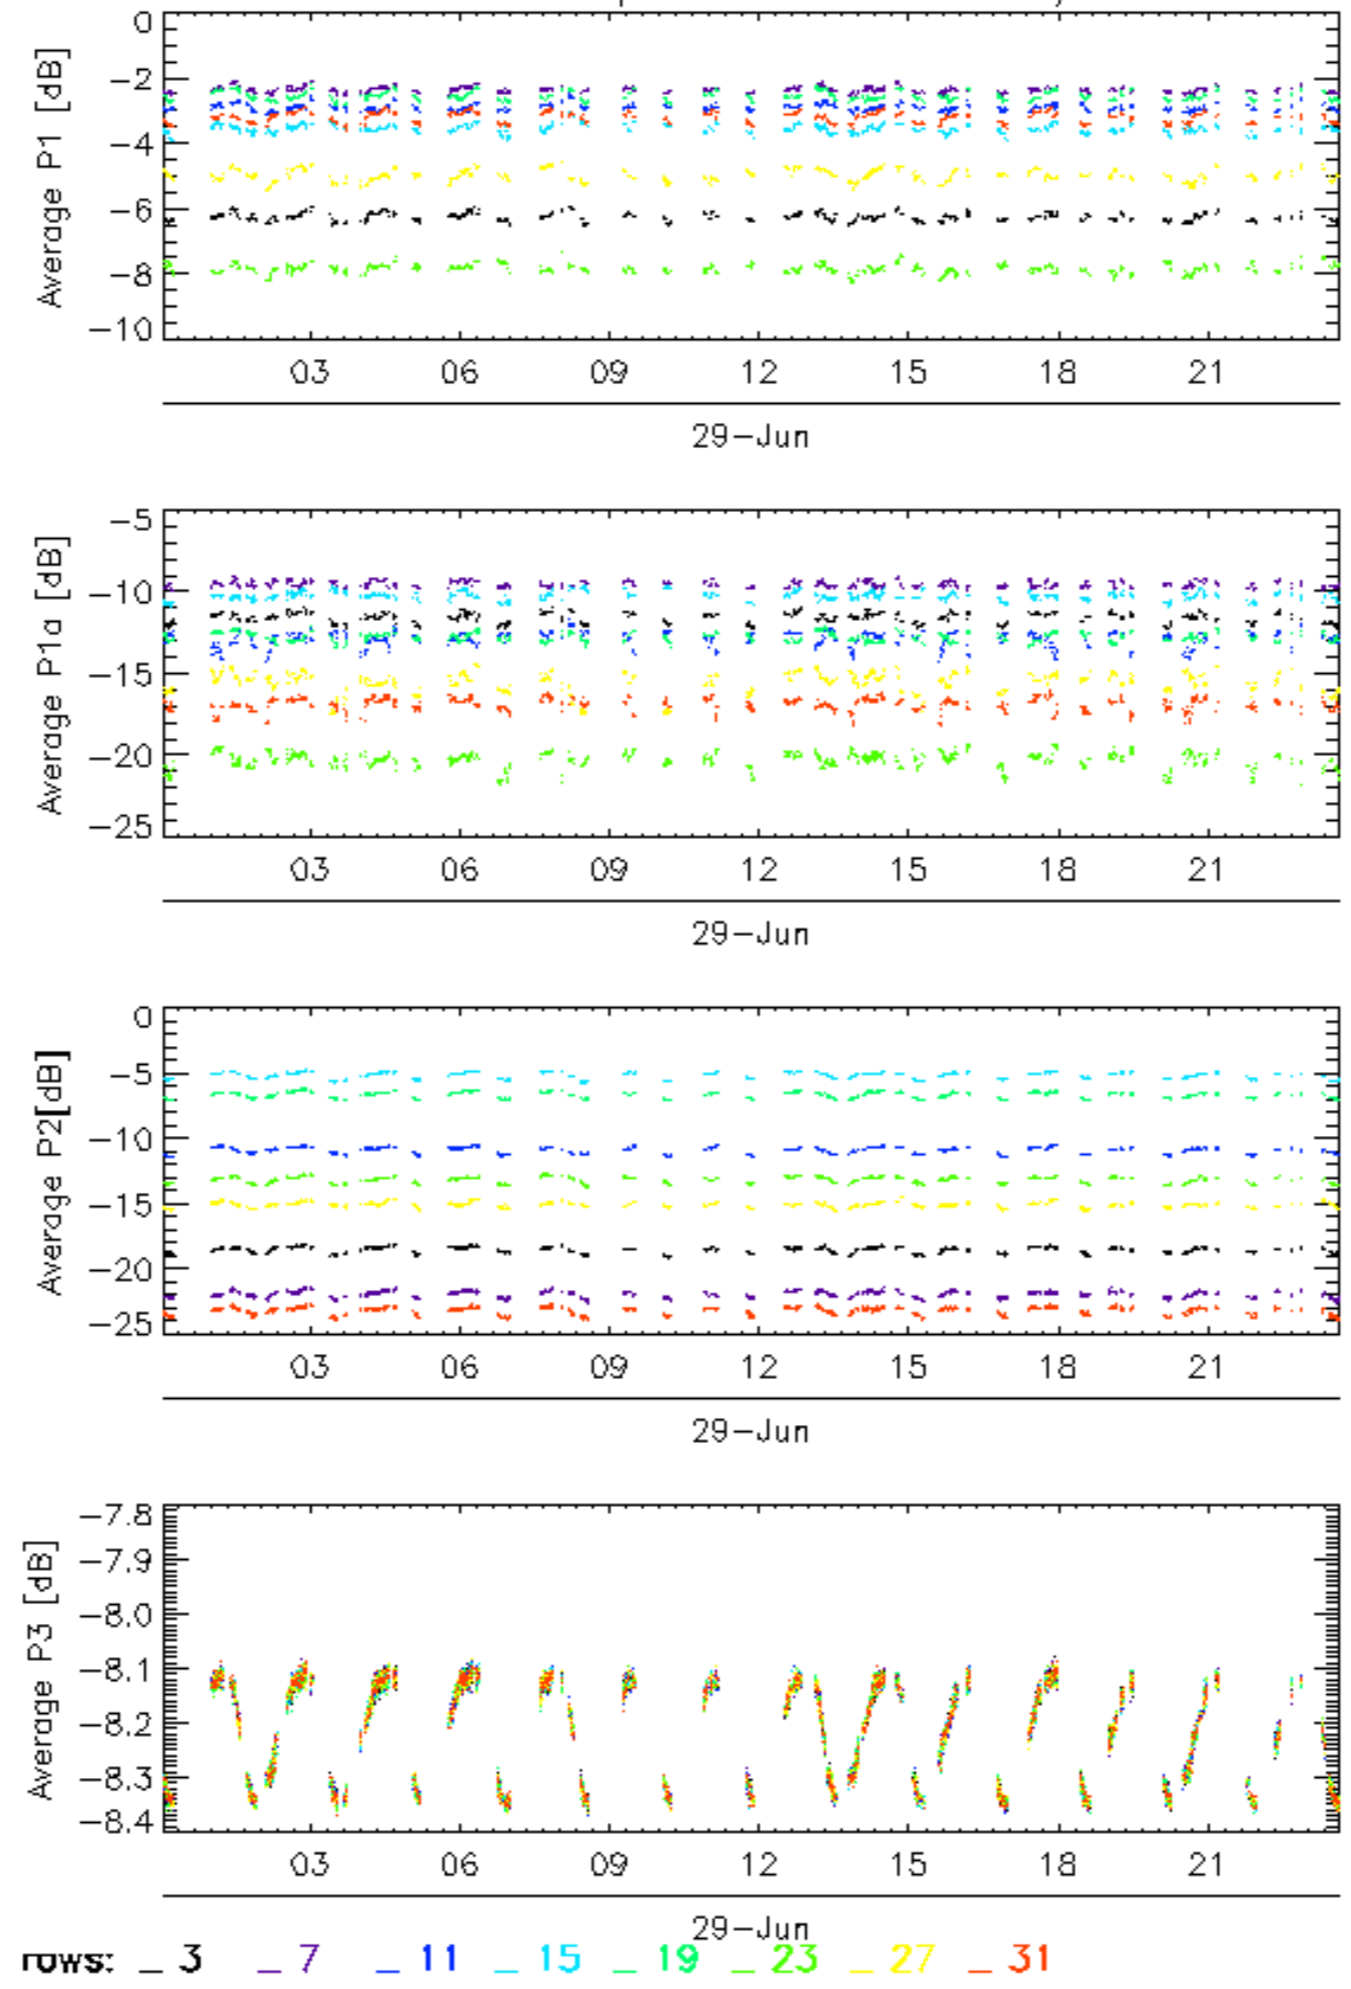 Average P1 [dB]
0
−2
−4
−6
−8
−10
03 06 09 12 15 18 21
29−Jun
Average P1a [dB]
−5
−10
−15
−20
−25
03 06 09 12 15 18 21
29−Jun
Average P2[dB]
0
−5
−10
−15
−20
−25
03 06 09 12 15 18 21
29−Jun
Average P3 [dB]
−7.8
−7.9
−8.0
−8.1
−8.2
−8.3
−8.4
03 06 09 12 15 18 21
29−Jun
rows: _ 3 _ 7 _ 11 _ 15 _ 19 _ 23 _ 27 _ 31